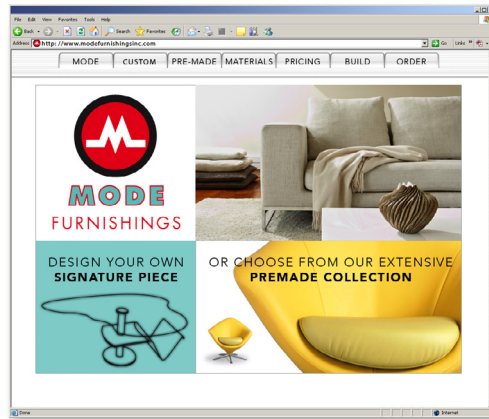 File Edit View Favorites Tools Help
Back Search Favorites
Address http://www.modefurnishingsinc.com Go Links »
MODE CUSTOM PRE-MADE MATERIALS PRICING BUILD ORDER
MODE
FURNISHINGS
DESIGN YOUR OWN
SIGNATURE PIECE
OR CHOOSE FROM OUR EXTENSIVE
PREMADE COLLECTION
Done Internet